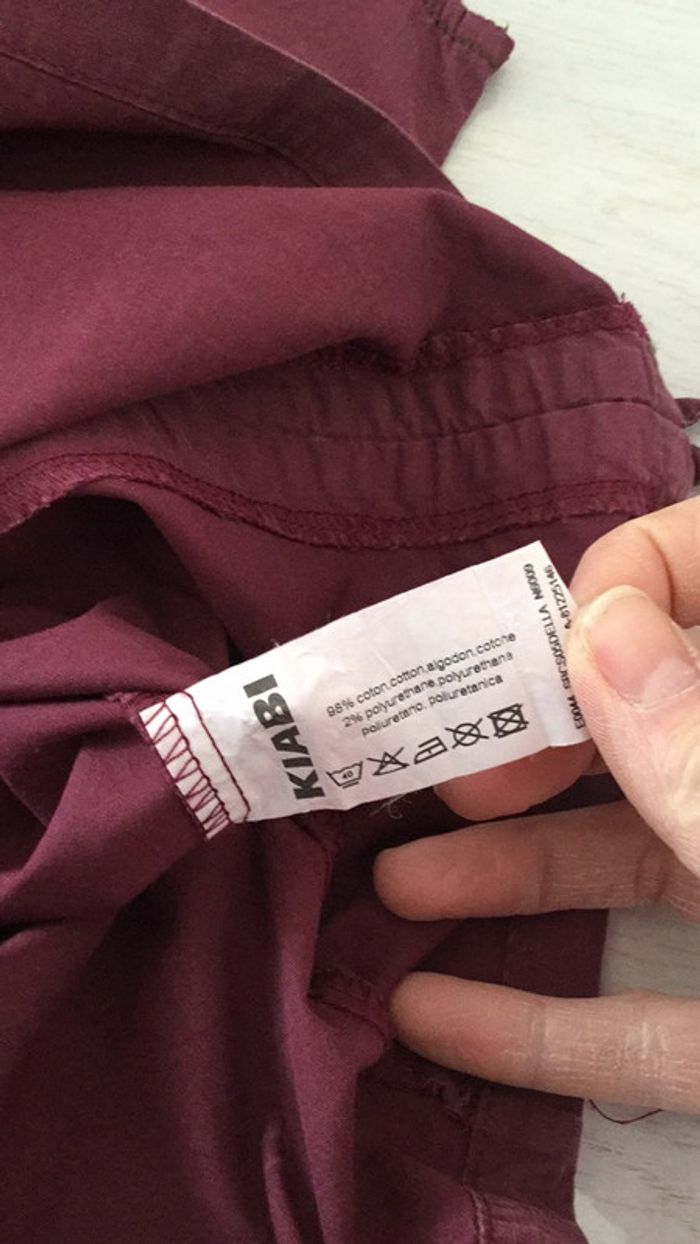 KIABI
98% coton.cotton.algodon.cotone
2% polyurethane.polyurethane
poliuretano. poliuretanica
40